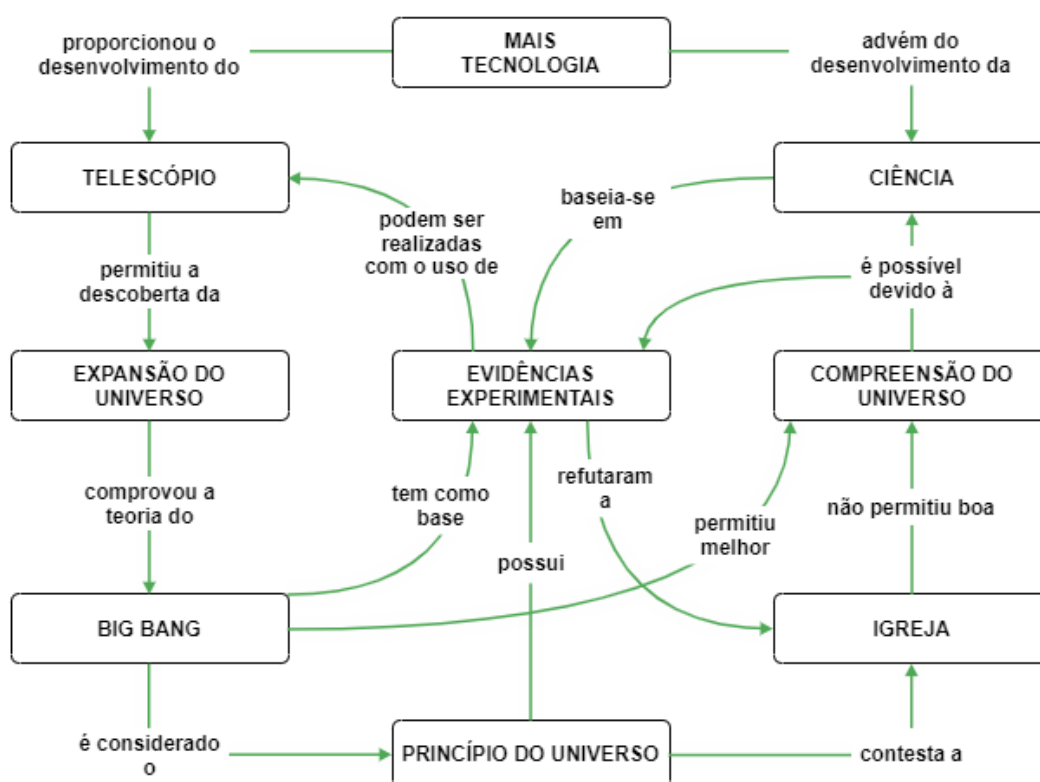 proporcionou o
desenvolvimento do
MAIS
TECNOLOGIA
advém do
desenvolvimento da
TELESCÓPIO
CIÊNCIA
baseia-se
em
podem ser
realizadas
com o uso de
permitiu a
descoberta da
é possível
devido à
EXPANSÃO DO
UNIVERSO
EVIDÊNCIAS
EXPERIMENTAIS
COMPREENSÃO DO
UNIVERSO
comprovou a
teoria do
tem como
base
refutaram
a
permitiu
melhor
não permitiu boa
possui
BIG BANG
IGREJA
é considerado
o
PRINCÍPIO DO UNIVERSO
contesta a